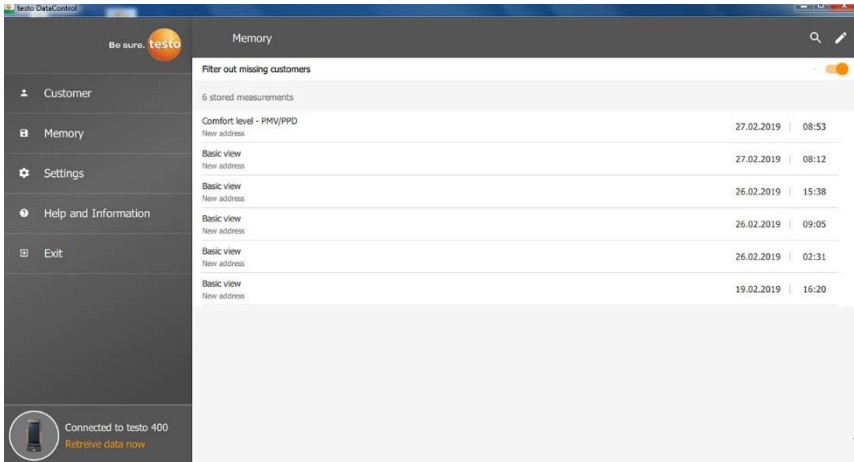 testo DataControl
Be sure. testo
Memory
Filter out missing customers
Customer
6 stored measurements
Comfort level - PMV/PPD
New address
27.02.2019 | 08:53
Memory
Basic view
New address
27.02.2019 | 08:12
Settings
Basic view
New address
26.02.2019 | 15:38
Help and Information
Basic view
New address
26.02.2019 | 09:05
Exit
Basic view
New address
26.02.2019 | 02:31
Basic view
New address
19.02.2019 | 16:20
Connected to testo 400
Retreive data now